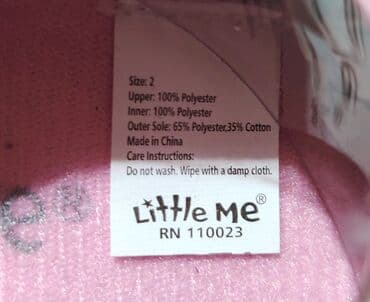 Size: 2
Upper: 100% Polyester
Inner: 100% Polyester
Outer Sole: 65% Polyester,35% Cotton
Made in China
Care Instructions:
Do not wash. Wipe with a damp cloth.
Little Me®
RN 110023
e®